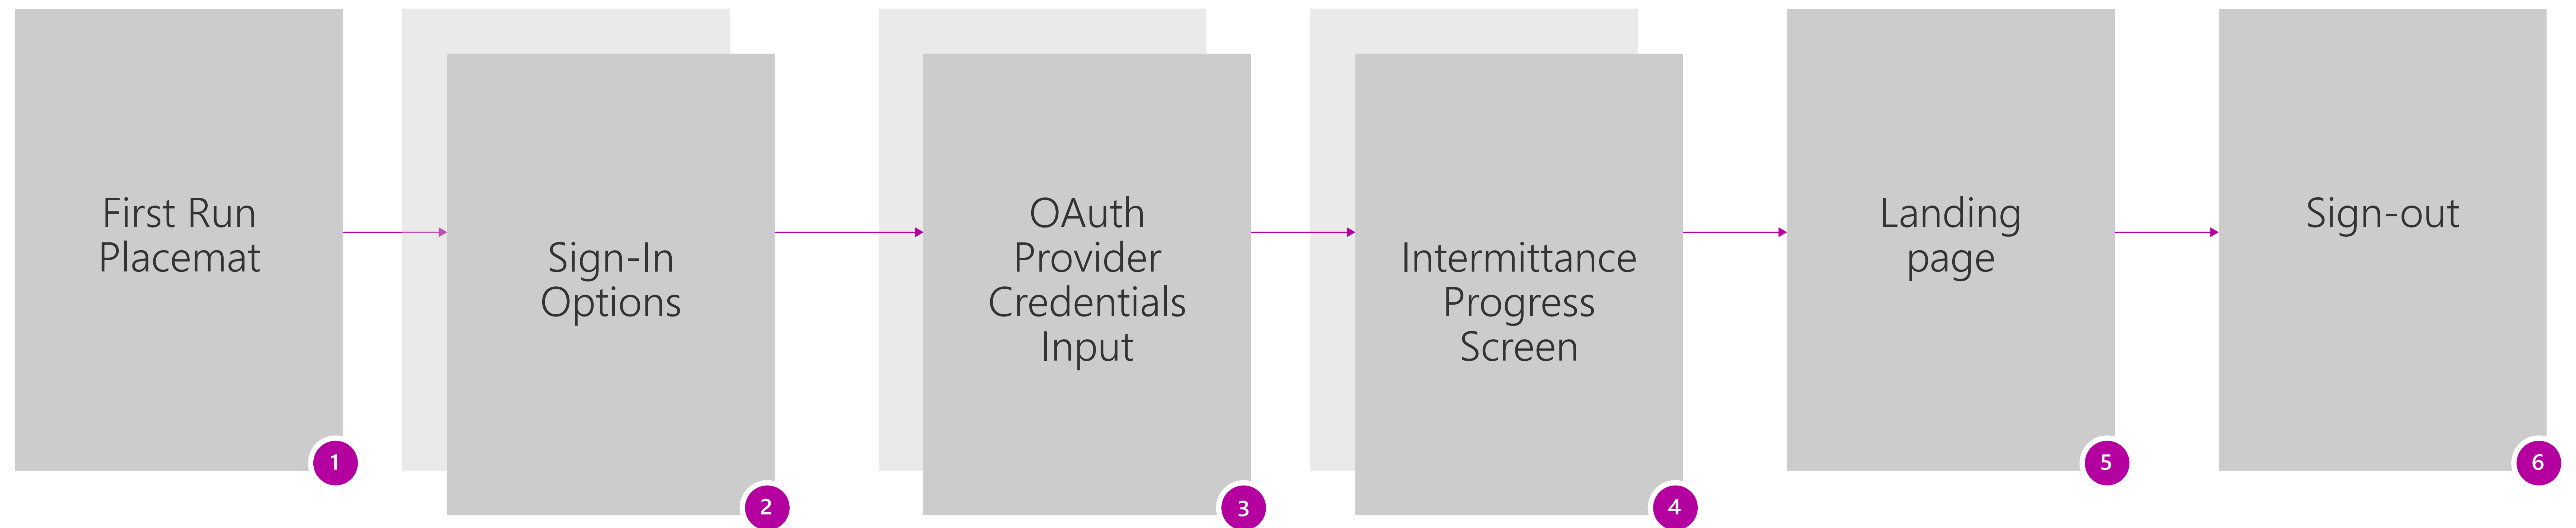 First Run
Placemat
1
Sign-In
Options
2
OAuth
Provider
Credentials
Input
3
Intermittance
Progress
Screen
4
Landing
page
5
Sign-out
6